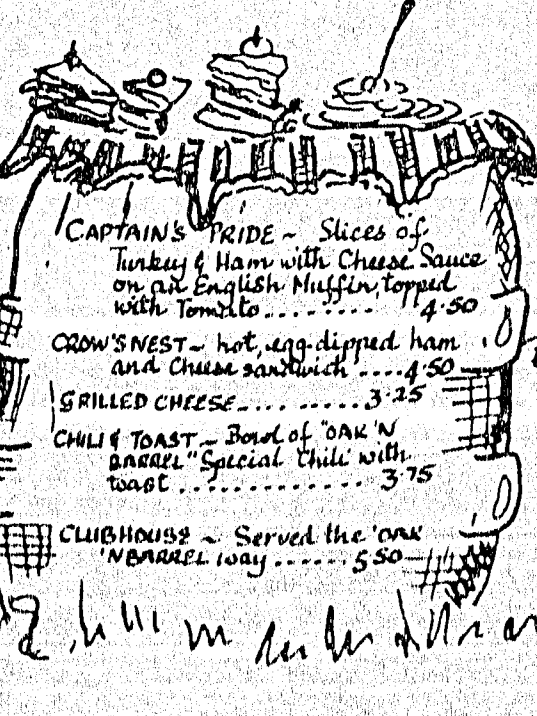 CAPTAIN'S PRIDE ~ Slices of
Turkey & Ham with Cheese Sauce
on an English Muffin, topped
with Tomato......... 4.50
CROW'S NEST ~ hot, egg-dipped ham
and Cheese sandwich ....4.50
GRILLED CHEESE.... ......3.25
CHILI & TOAST ~ Bowl of "OAK 'N
BARREL" Special Chili with
toast ............. 3.75
CLUBHOUSE ~ Served the 'OAK
'N BARREL way ...... 5.50